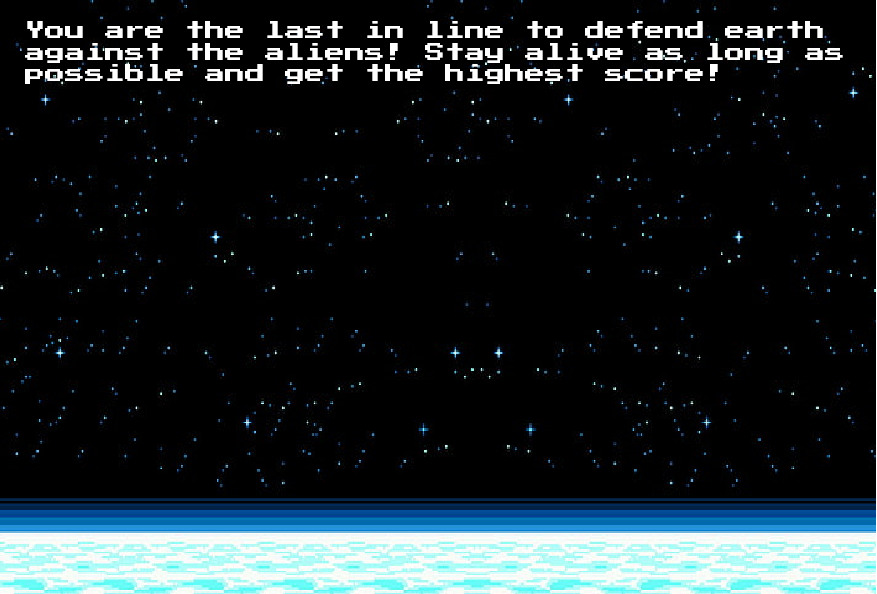 You are the last in line to defend earth
against the aliens! Stay alive as long as
possible and get the highest score!